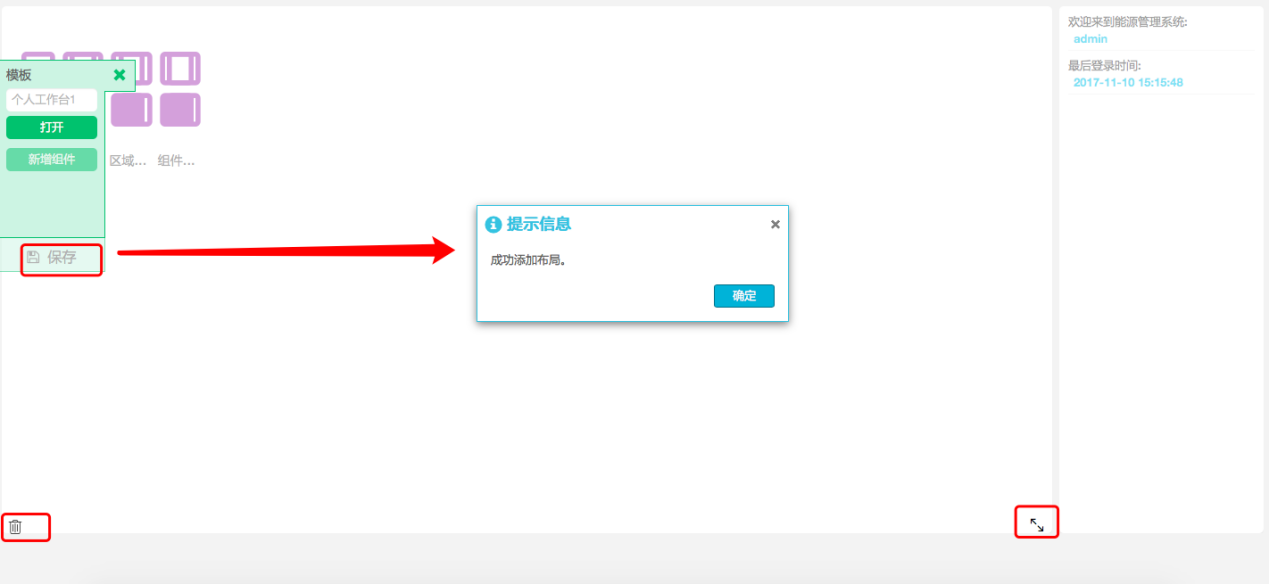 模板
个人工作台1
打开
新增组件
保存
区域... 组件...
提示信息
成功添加布局。
确定
欢迎来到能源管理系统:
admin
最后登录时间:
2017-11-10 15:15:48